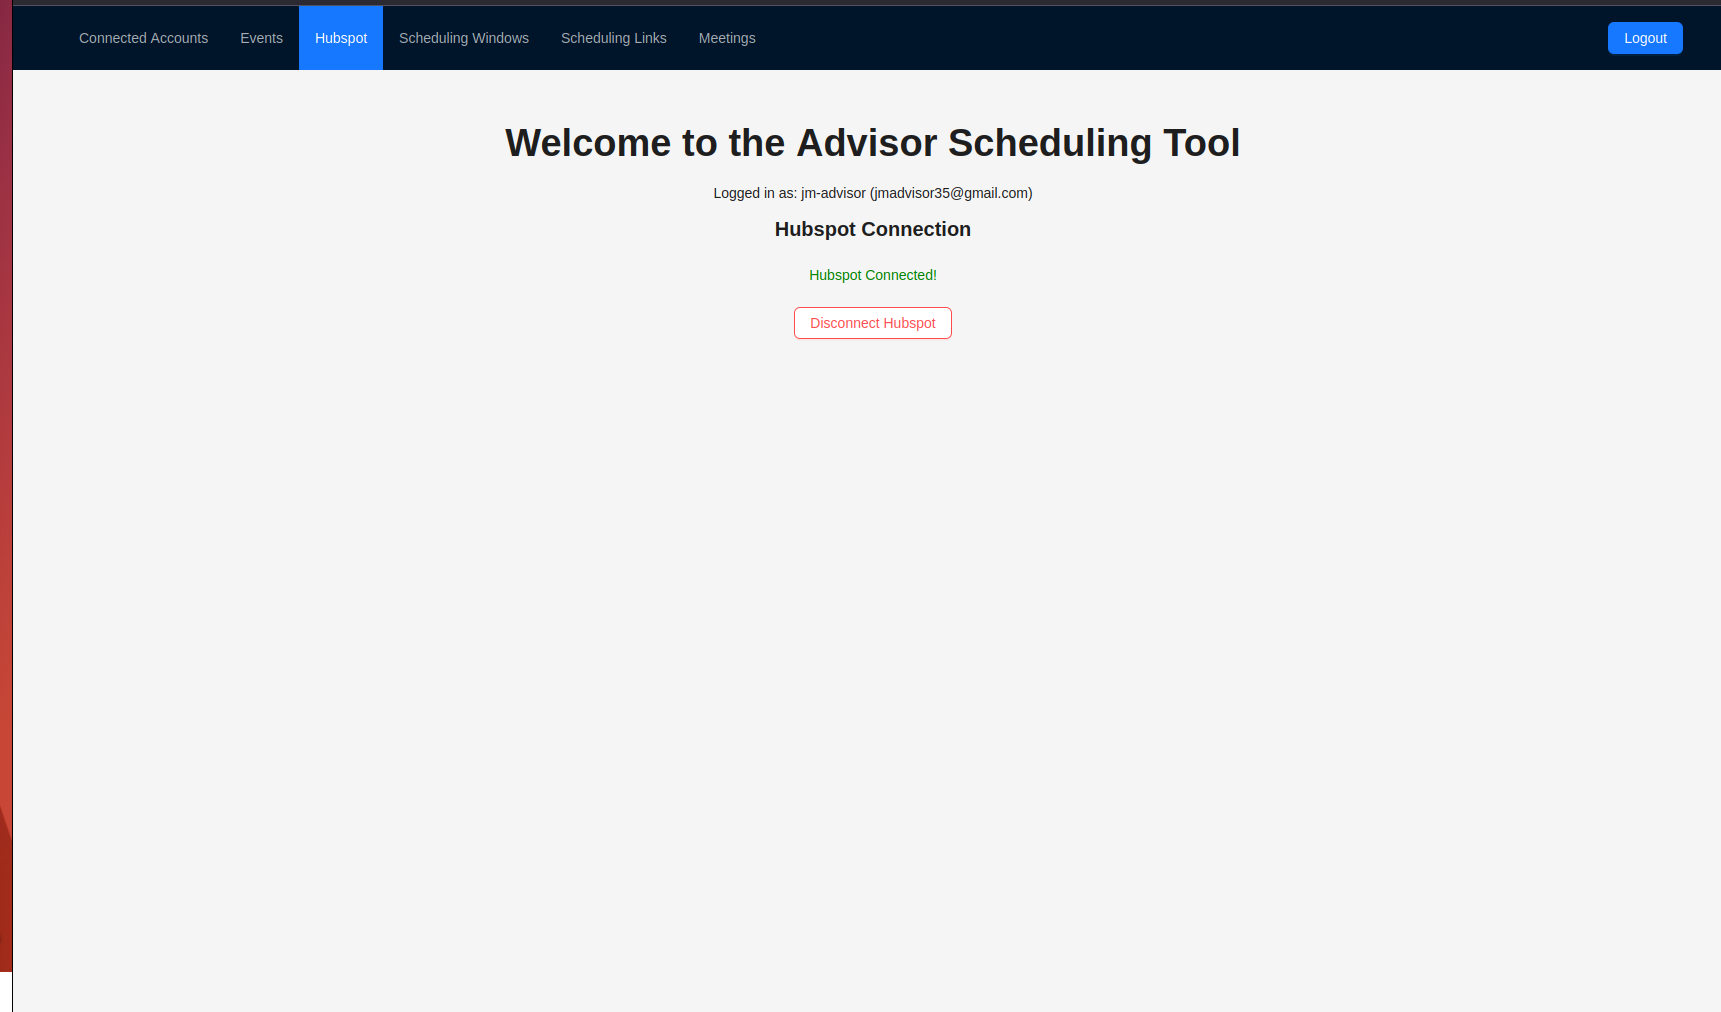 Connected Accounts Events Hubspot Scheduling Windows Scheduling Links Meetings Logout
Welcome to the Advisor Scheduling Tool
Logged in as: jm-advisor (jmadvisor35@gmail.com)
Hubspot Connection
Hubspot Connected!
Disconnect Hubspot